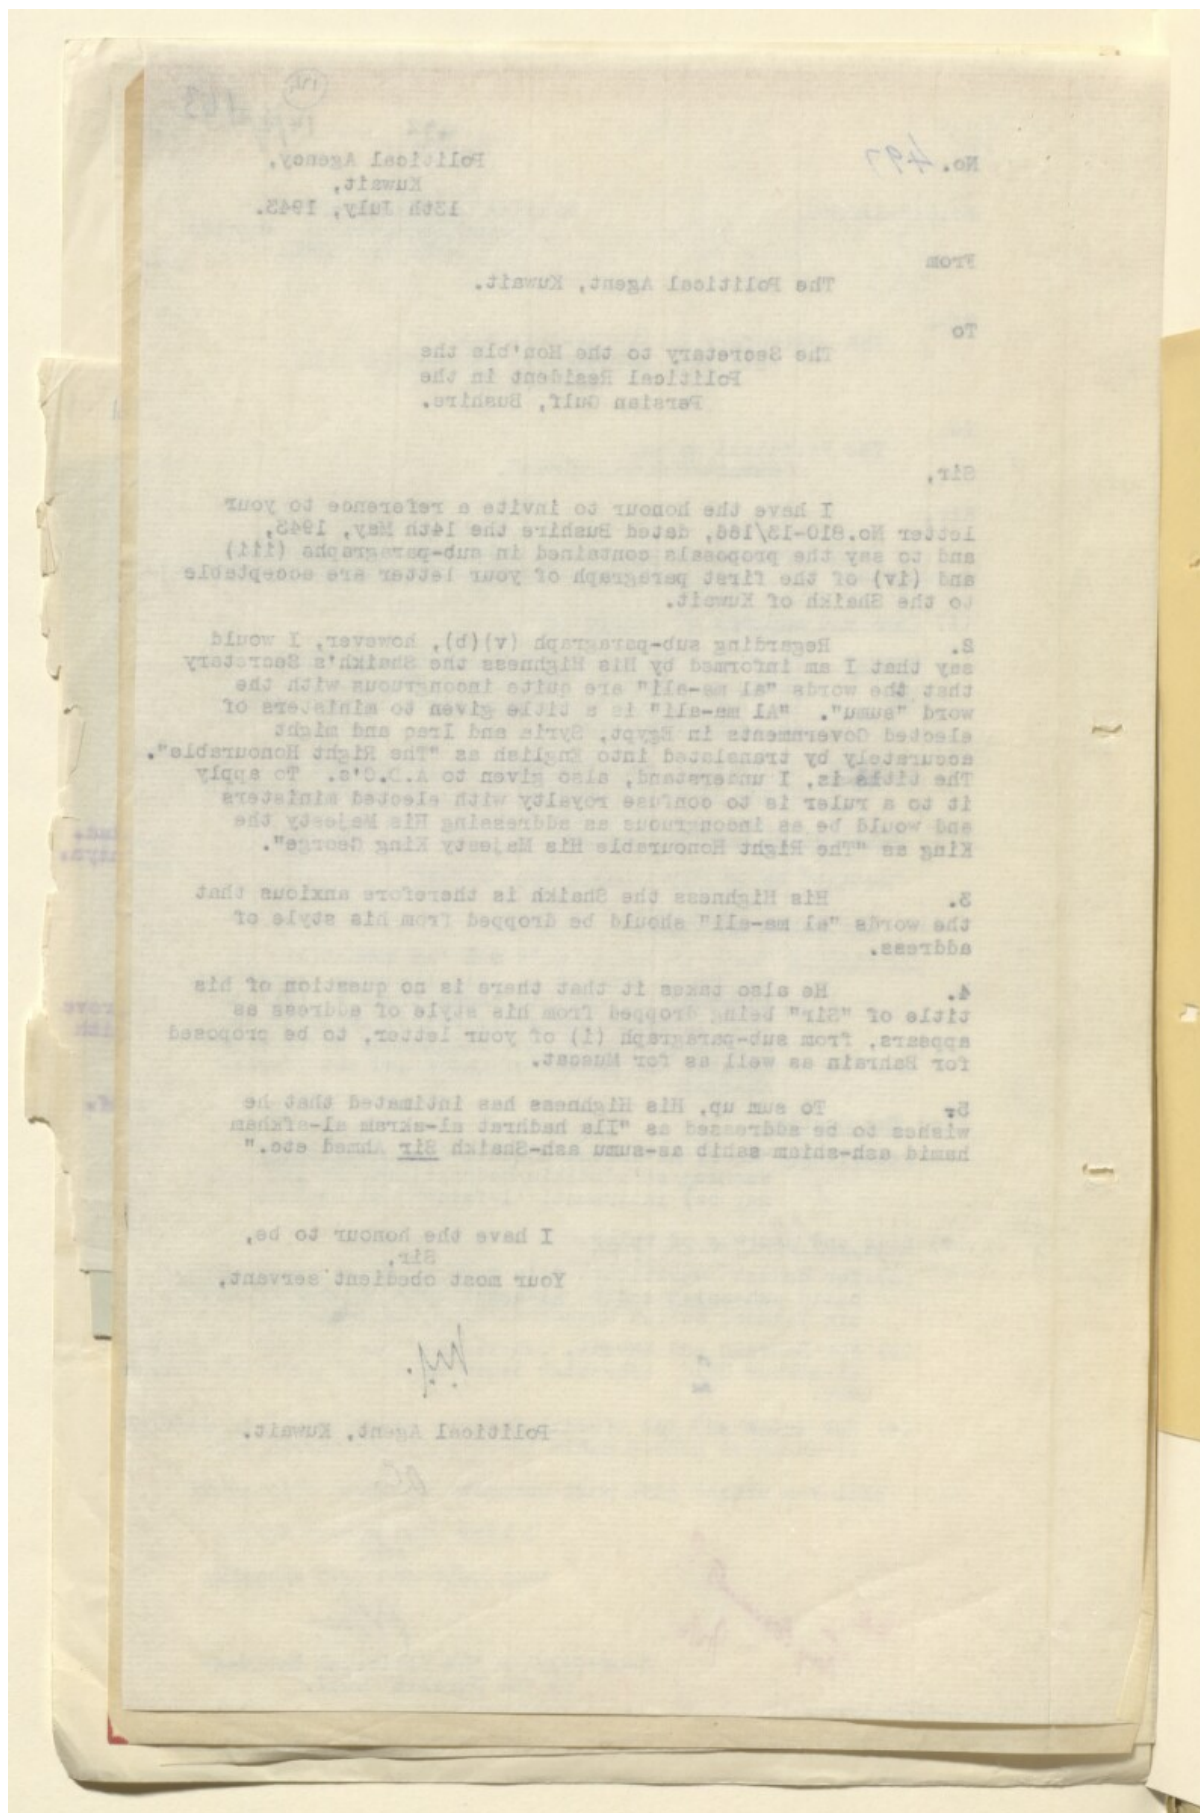 No. 497
Political Agency,
Kuwait,
13th July, 1943.
From
The Political Agent, Kuwait.
To
The Secretary to the Hon'ble the
Political Resident in the
Persian Gulf, Bushire.
Sir,
I have the honour to invite a reference to your
letter No.810-13/166, dated Bushire the 14th May, 1943,
and to say the proposals contained in sub-paragraphs (iii)
and (iv) of the first paragraph of your letter are acceptable
to the Shaikh of Kuwait.
2. Regarding sub-paragraph (v)(b), however, I would
say that I am informed by His Highness the Shaikh's Secretary
that the words "al ma-ali" are quite incongruous with the
word "sumu". "Al ma-ali" is a title given to ministers of
elected Governments in Egypt, Syria and Iraq and might
accurately by translated into English as "The Right Honourable".
The title is, I understand, also given to A.D.C's. To apply
it to a ruler is to confuse royalty with elected ministers
and would be as incongruous as addressing His Majesty the
King as "The Right Honourable His Majesty King George".
3. His Highness the Shaikh is therefore anxious that
the words "al ma-ali" should be dropped from his style of
address.
4. He also takes it that there is no question of his
title of "Sir" being dropped from his style of address as
appears, from sub-paragraph (i) of your letter, to be proposed
for Bahrain as well as for Muscat.
5. To sum up, His Highness has intimated that he
wishes to be addressed as "Ila hadhrat al-akram al-afkham
hamid ash-shiam sahib as-sumu ash-Shaikh Sir Ahmed etc."
I have the honour to be,
Sir,
Your most obedient servant,
Political Agent, Kuwait.